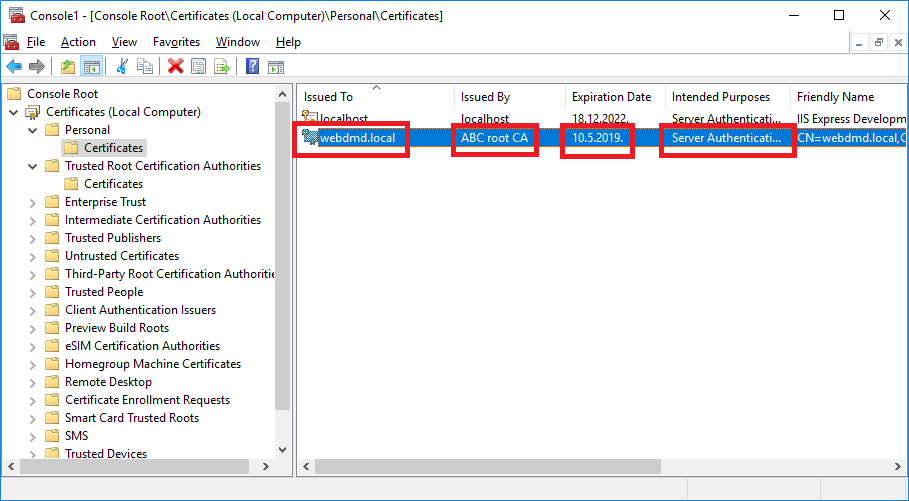 Console1 - [Console Root\Certificates (Local Computer)\Personal\Certificates]
File Action View Favorites Window Help
Console Root
Certificates (Local Computer)
Personal
Certificates
Trusted Root Certification Authorities
Certificates
Enterprise Trust
Intermediate Certification Authorities
Trusted Publishers
Untrusted Certificates
Third-Party Root Certification Authoritie
Trusted People
Client Authentication Issuers
Preview Build Roots
eSIM Certification Authorities
Homegroup Machine Certificates
Remote Desktop
Certificate Enrollment Requests
Smart Card Trusted Roots
SMS
Trusted Devices
Issued To Issued By Expiration Date Intended Purposes Friendly Name
localhost localhost 18.12.2022. Server Authenticati... IIS Express Developm
webdmd.local ABC root CA 10.5.2019. Server Authenticati... CN=webdmd.local,C